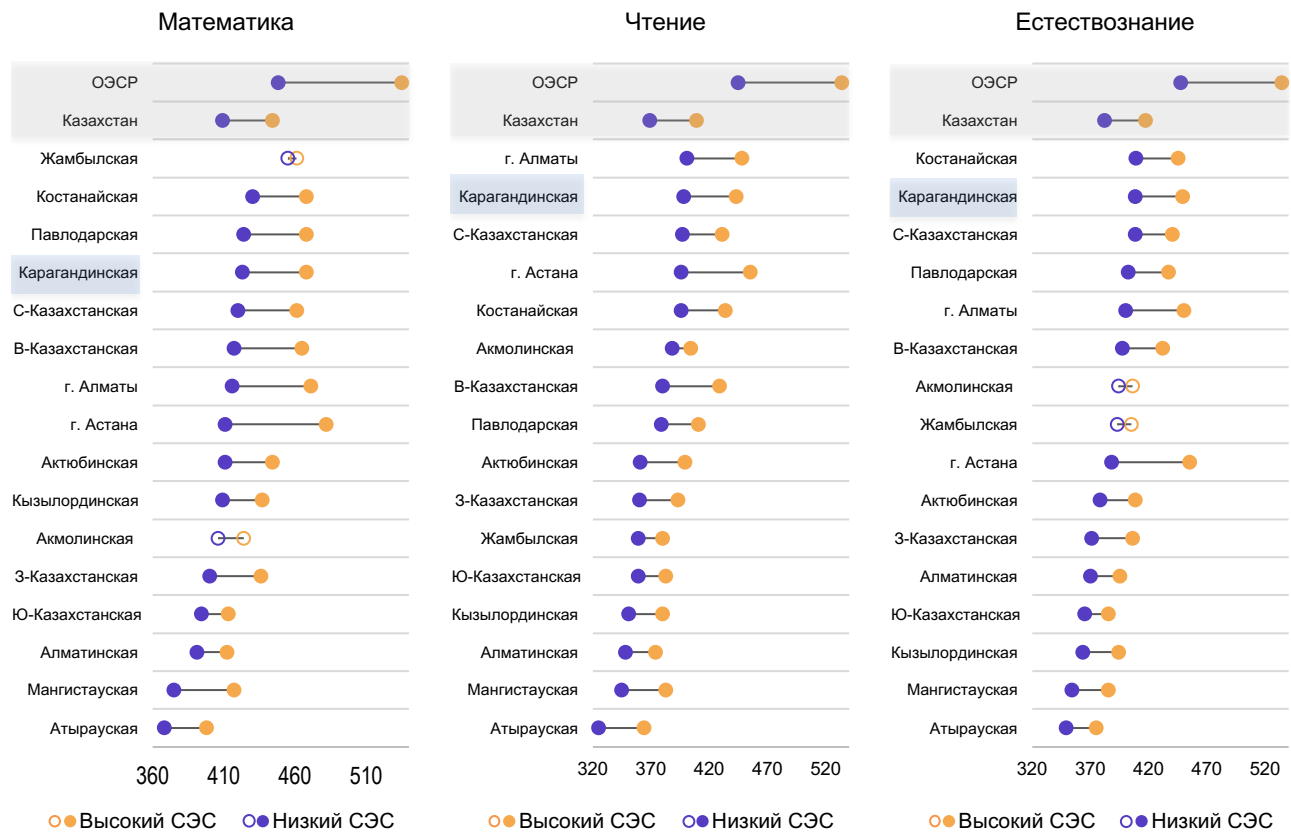 Математика
ОЭСР
Казахстан
Жамбылская
Костанайская
Павлодарская
Карагандинская
С-Казахстанская
В-Казахстанская
г. Алматы
г. Астана
Актюбинская
Кызылординская
Акмолинская
З-Казахстанская
Ю-Казахстанская
Алматинская
Мангистауская
Атырауская
360 410 460 510
Высокий СЭС Низкий СЭС
Чтение
ОЭСР
Казахстан
г. Алматы
Карагандинская
С-Казахстанская
г. Астана
Костанайская
Акмолинская
В-Казахстанская
Павлодарская
Актюбинская
З-Казахстанская
Жамбылская
Ю-Казахстанская
Кызылординская
Алматинская
Мангистауская
Атырауская
320 370 420 470 520
Высокий СЭС Низкий СЭС
Естествознание
ОЭСР
Казахстан
Костанайская
Карагандинская
С-Казахстанская
Павлодарская
г. Алматы
В-Казахстанская
Акмолинская
Жамбылская
г. Астана
Актюбинская
З-Казахстанская
Алматинская
Ю-Казахстанская
Кызылординская
Мангистауская
Атырауская
320 370 420 470 520
Высокий СЭС Низкий СЭС